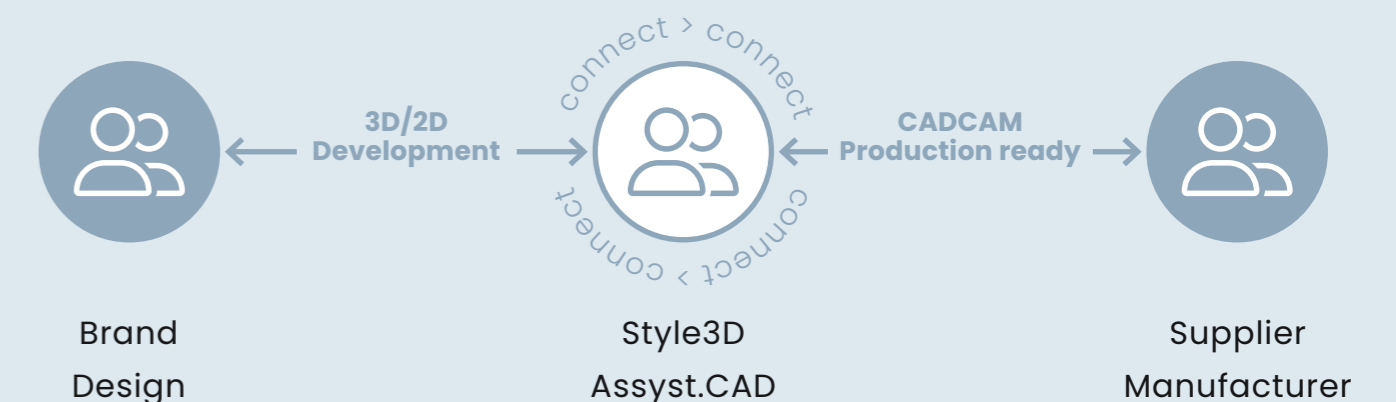 connect > connect
3D/2D
Development
CADCAM
Production ready
connect > connect
Brand
Design
Style3D
Assyst.CAD
Supplier
Manufacturer